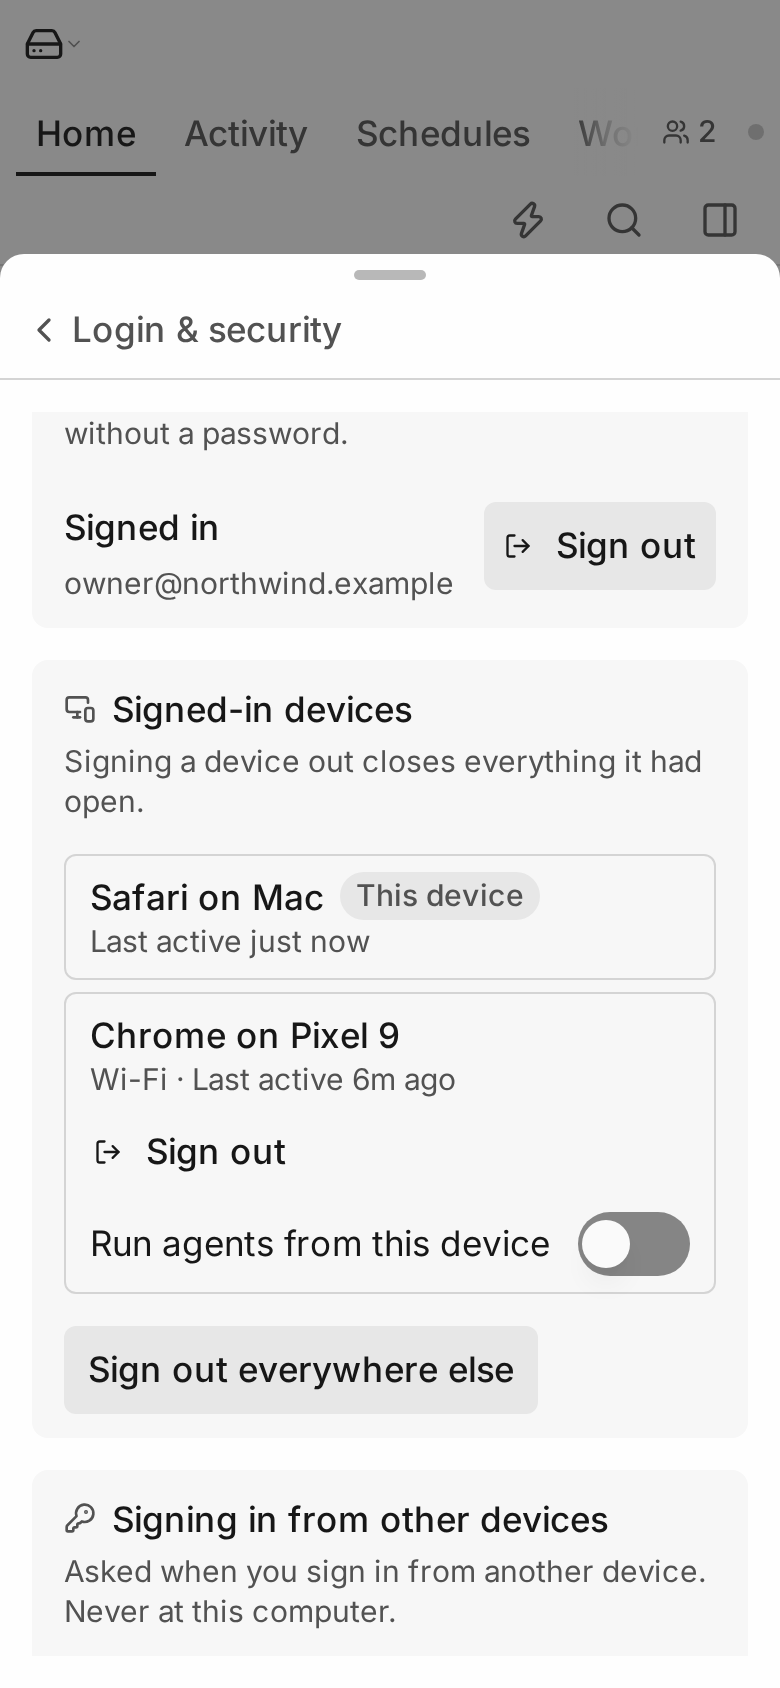 Home Activity Schedules Wo 2
Login & security
without a password.
Signed in
Sign out
owner@northwind.example
Signed-in devices
Signing a device out closes everything it had
open.
Safari on Mac This device
Last active just now
Chrome on Pixel 9
Wi-Fi · Last active 6m ago
Sign out
Run agents from this device
Sign out everywhere else
Signing in from other devices
Asked when you sign in from another device.
Never at this computer.